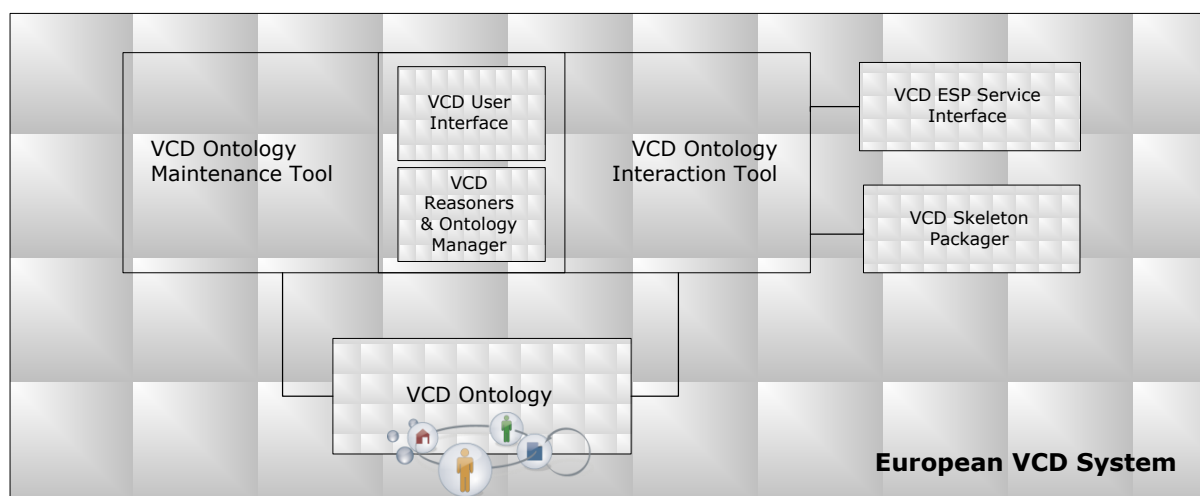 VCD Ontology
Maintenance Tool
VCD User
Interface
VCD
Reasoners
& Ontology
Manager
VCD Ontology
Interaction Tool
VCD ESP Service
Interface
VCD Skeleton
Packager
VCD Ontology
European VCD System